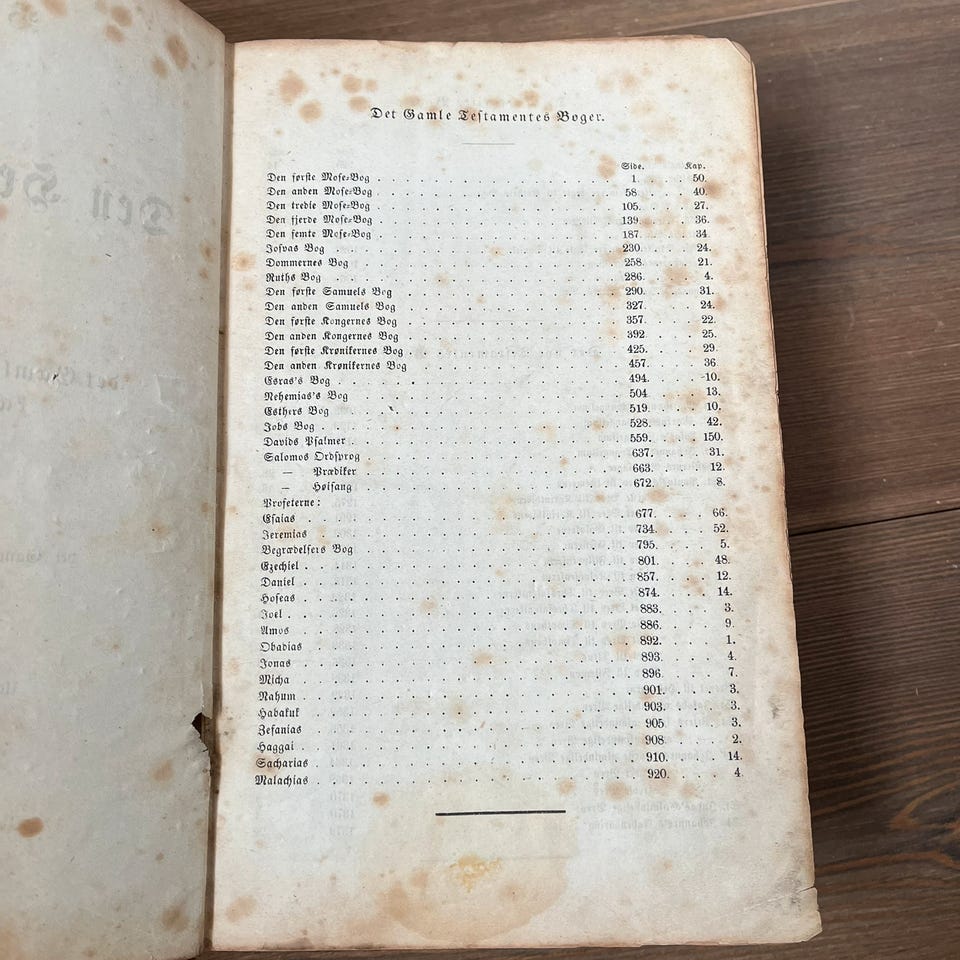 Den St
Det Gamle Testamentes Bøger.
Side. Kap.
Den første Mose-Bog 1. 50.
Den anden Mose-Bog 58 40.
Den tredie Mose-Bog 105. 27.
Den fjerde Mose-Bog 139. 36.
Den femte Mose-Bog 187. 34
Josvas Bog 230. 24.
Dommernes Bog 258. 21.
Ruths Bog 286. 4.
Den første Samuels Bog 290. 31.
Den anden Samuels Bog 327. 24.
Den første Kongernes Bog 357. 22.
Den anden Kongernes Bog 392. 25.
Den første Krønikernes Bog 425. 29.
Den anden Krønikernes Bog 457. 36
Esras's Bog 494. 10.
Nehemias's Bog 504. 13.
Esthers Bog 519. 10.
Jobs Bog 528. 42.
Davids Psalmer 559. 150.
Salomos Ordsprog 637. 31.
— Prædiker 663. 12.
— Høisang 672. 8.
Profeterne:
Esaias 677. 66.
Jeremias 734. 52.
Begrædelsers Bog 795. 5.
Ezechiel 801. 48.
Daniel 857. 12.
Hoseas 874. 14.
Joel 883. 3.
Amos 886. 9.
Obadias 892. 1.
Jonas 893. 4.
Micha 896. 7.
Nahum 901. 3.
Habakuk 903. 3.
Zefanias 905. 3.
Haggai 908. 2.
Sacharias 910. 14.
Malachias 920. 4.